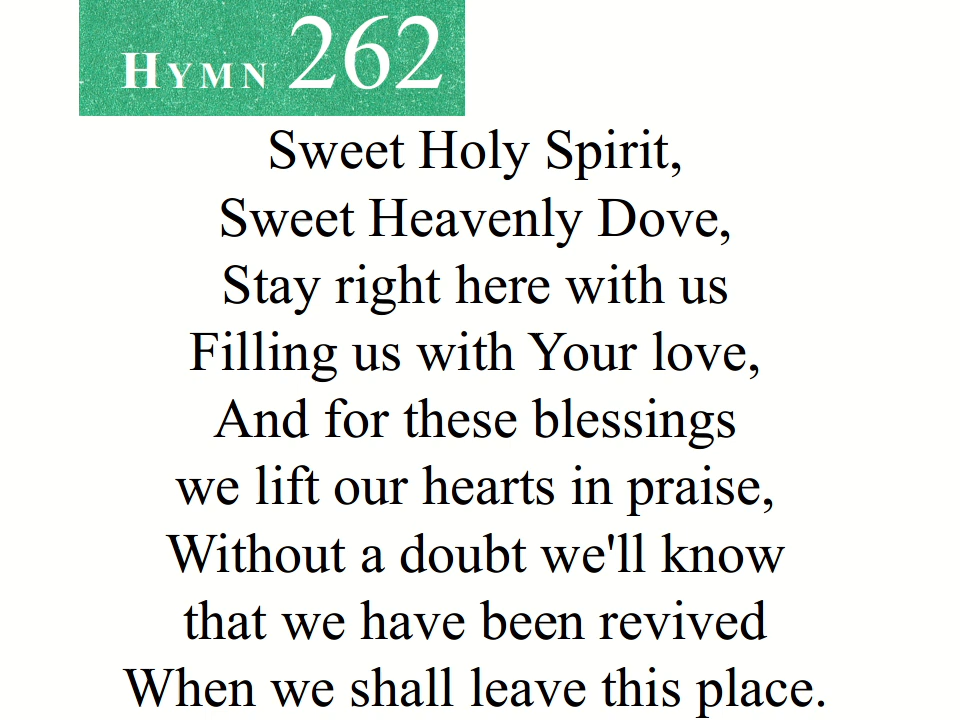 HYMN 262
Sweet Holy Spirit,
Sweet Heavenly Dove,
Stay right here with us
Filling us with Your love,
And for these blessings
we lift our hearts in praise,
Without a doubt we'll know
that we have been revived
When we shall leave this place.